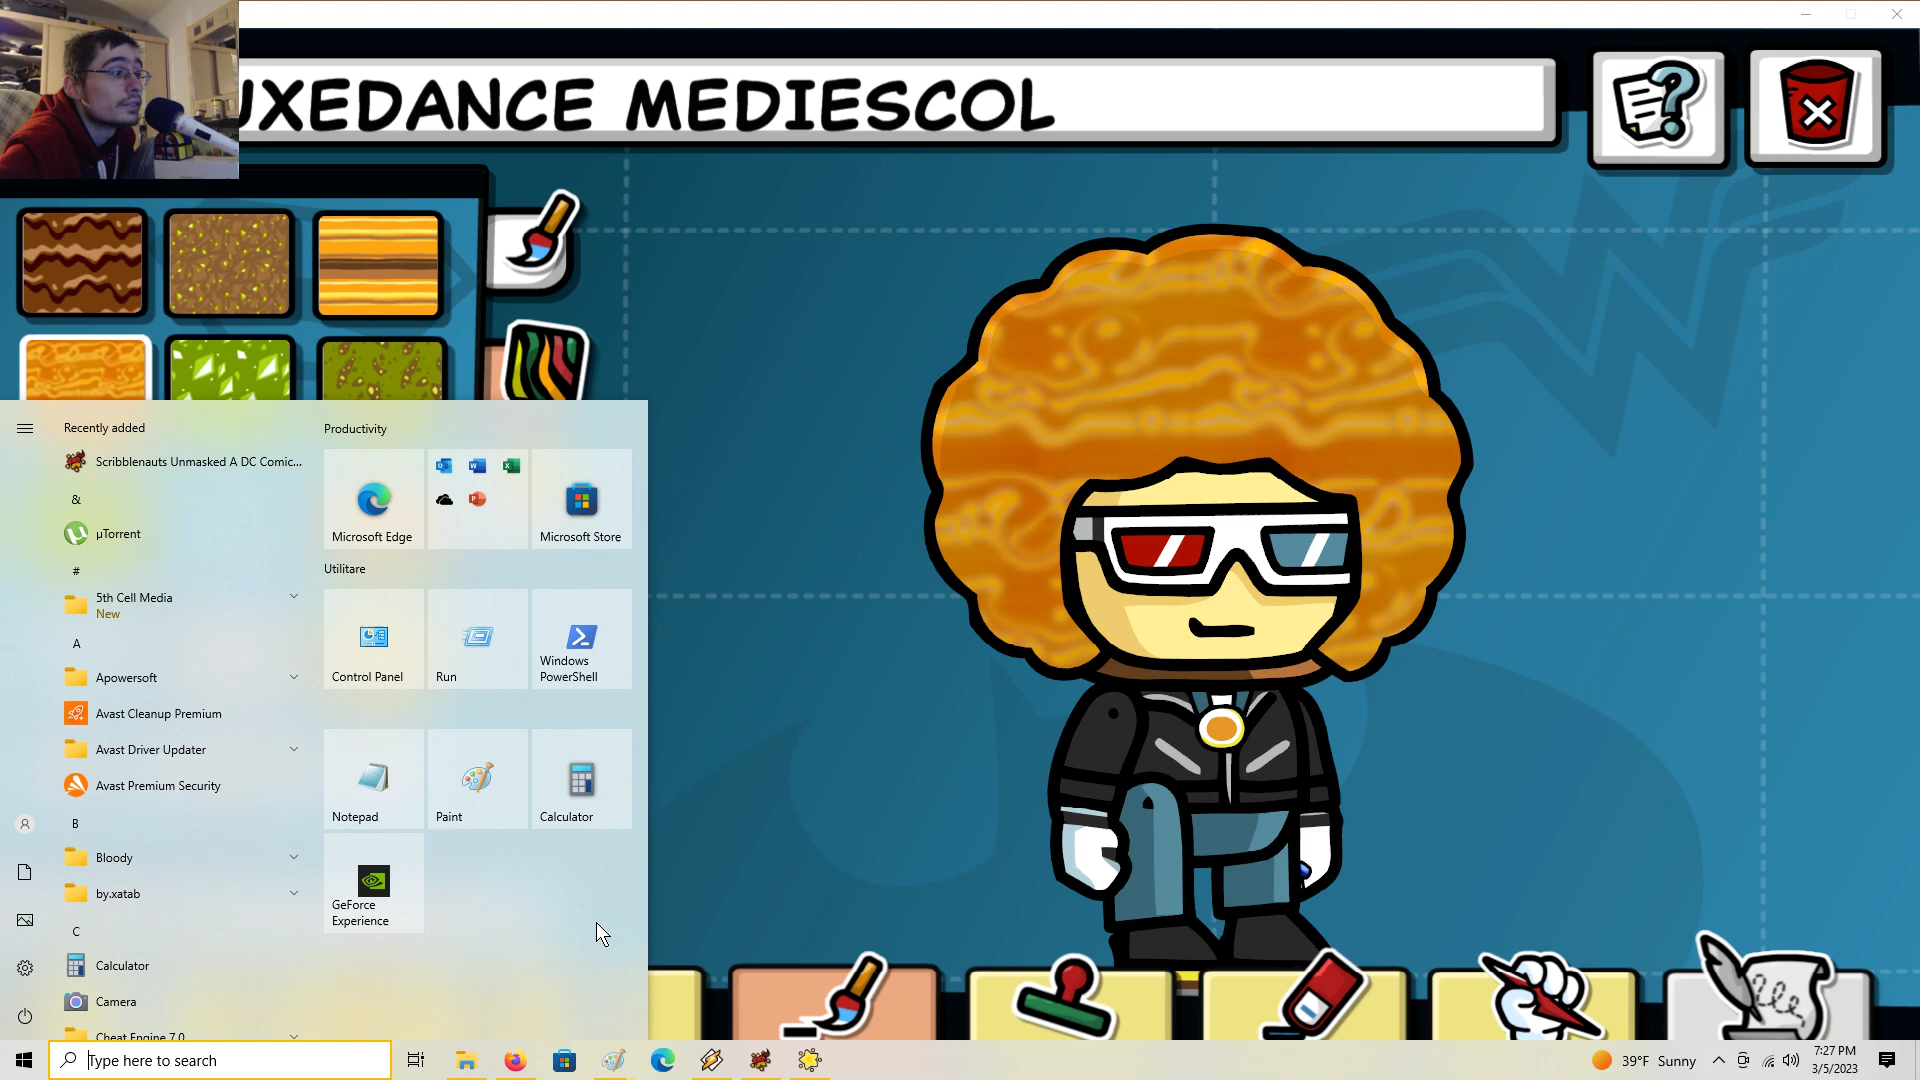 UXEDANCE MEDIESCOL
Recently added
Scribblenauts Unmasked A DC Comic...
&
µTorrent
#
5th Cell Media
New
A
Apowersoft
Avast Cleanup Premium
Avast Driver Updater
Avast Premium Security
B
Bloody
by.xatab
C
Calculator
Camera
Cheat Engine 7.0
Productivity
Microsoft Edge
Microsoft Store
Utilitare
Control Panel
Run
Windows
PowerShell
Notepad
Paint
Calculator
GeForce
Experience
Type here to search
39°F Sunny
7:27 PM
3/5/2023